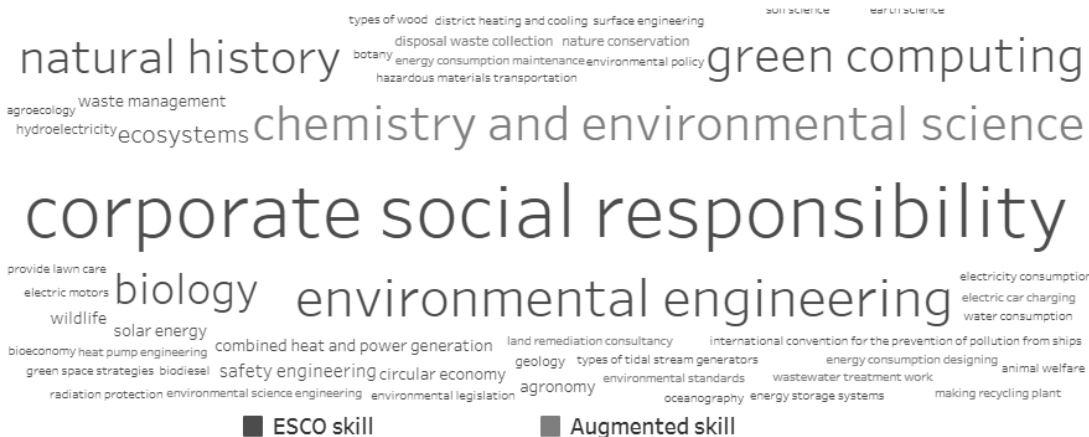 soil science earth science
types of wood district heating and cooling surface engineering
natural history
disposal waste collection nature conservation
botany energy consumption maintenance environmental policy
green computing
hazardous materials transportation
agroecology waste management
hydroelectricity ecosystems
chemistry and environmental science
corporate social responsibility
provide lawn care
electric motors biology
environmental engineering
electricity consumption
electric car charging
water consumption
wildlife
solar energy
bioeconomy heat pump engineering combined heat and power generation
land remediation consultancy international convention for the prevention of pollution from ships
green space strategies biodiesel safety engineering circular economy
geology types of tidal stream generators energy consumption designing animal welfare
agronomy environmental standards wastewater treatment work
radiation protection environmental science engineering environmental legislation
oceanography energy storage systems making recycling plant
ESCO skill Augmented skill